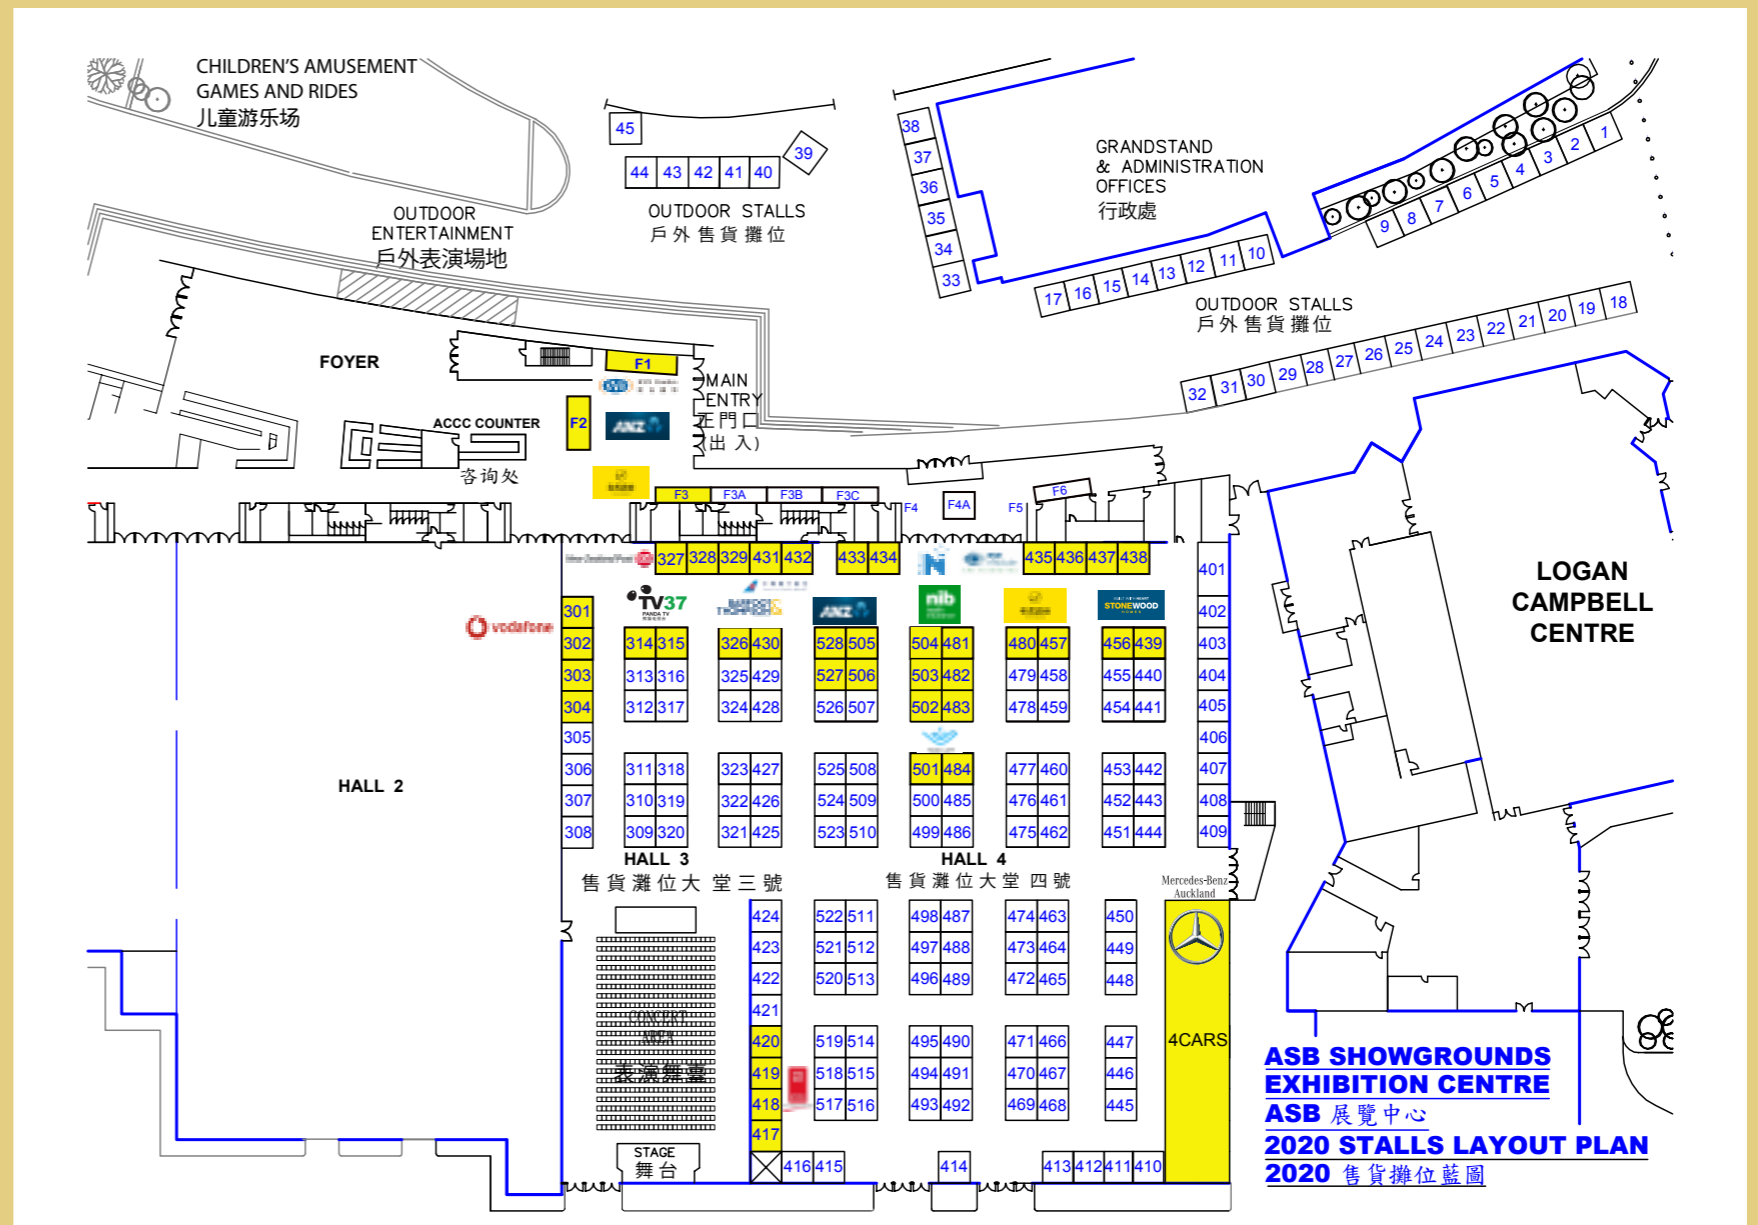 CHILDREN'S AMUSEMENT
GAMES AND RIDES
儿童游乐场
45
44 43 42 41 40
39
OUTDOOR STALLS
戶外售貨攤位
OUTDOOR
ENTERTAINMENT
戶外表演場地
38
37
36
35
34
33
GRANDSTAND
& ADMINISTRATION
OFFICES
行政處
9 8 7 6 5 4 3 2 1
17 16 15 14 13 12 11 10
OUTDOOR STALLS
戶外售貨攤位
32 31 30 29 28 27 26 25 24 23 22 21 20 19 18
FOYER
F1
MAIN
ENTRY
正門口
(出入)
F2
ANZ
ACCC COUNTER
咨询处
F3 F3A F3B F3C
F4 F4A F5 F6
LOGAN
CAMPBELL
CENTRE
New Zealand Post
327 328 329 431 432 433 434
435 436 437 438
401
402
403
404
405
406
407
408
409
vodafone
301
302
303
304
305
306
307
308
TV37
PANDA TV
BARFOOT & THOMPSON
ANZ
nib
STONEWOOD
HOMES
314 315 326 430 528 505 504 481 480 457 456 439
313 316 325 429 527 506 503 482 479 458 455 440
312 317 324 428 526 507 502 483 478 459 454 441
311 318 323 427 525 508 501 484 477 460 453 442
310 319 322 426 524 509 500 485 476 461 452 443
309 320 321 425 523 510 499 486 475 462 451 444
HALL 2
HALL 3
售貨灘位大堂三號
HALL 4
售貨灘位大堂四號
Mercedes-Benz
Auckland
424 522 511 498 487 474 463 450
423 521 512 497 488 473 464 449
422 520 513 496 489 472 465 448
421
420 519 514 495 490 471 466 447
419 518 515 494 491 470 467 446
418 517 516 493 492 469 468 445
417
416 415 414 413 412 411 410
4CARS
CONCERT
AREA
表演舞臺
STAGE
舞台
ASB SHOWGROUNDS
EXHIBITION CENTRE
ASB 展覽中心
2020 STALLS LAYOUT PLAN
2020 售貨攤位藍圖